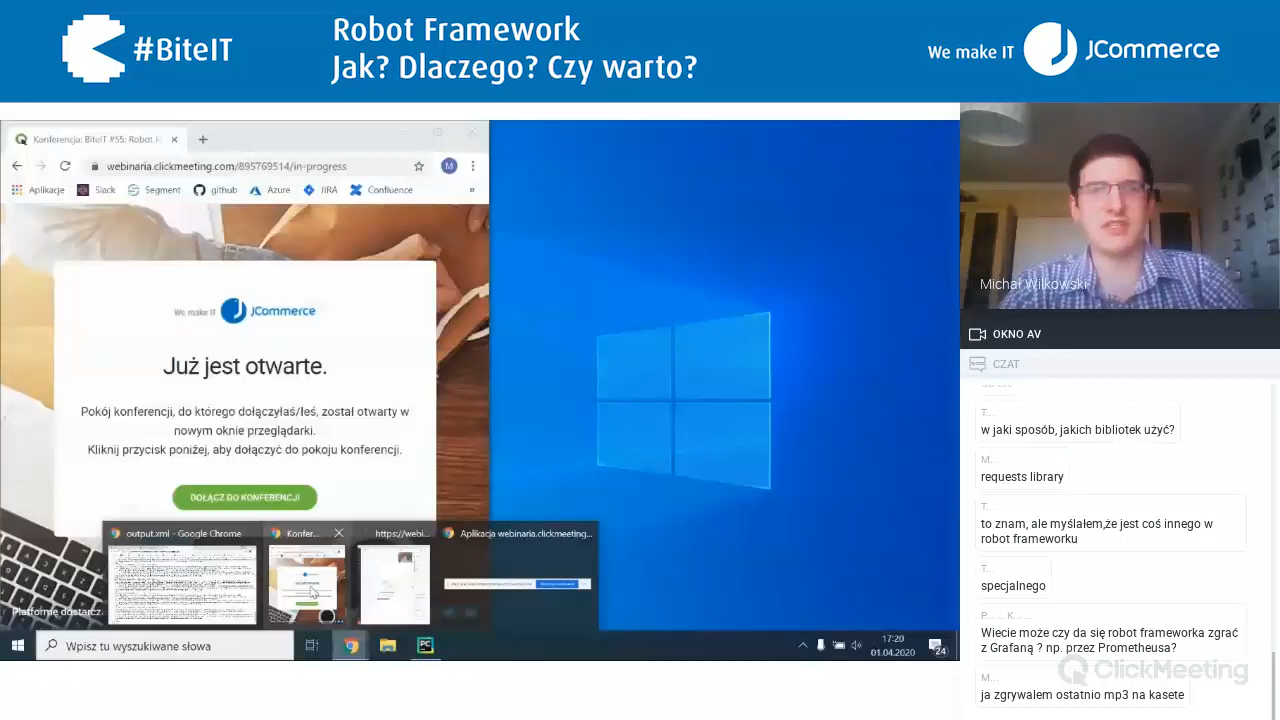 #BiteIT
Robot Framework
Jak? Dlaczego? Czy warto?
We make IT JCommerce
Konferencja: BiteIT #55: Robot F
webinaria.clickmeeting.com/895769514/in-progress
M
Aplikacje Slack Segment github Azure JIRA Confluence »
We make IT JCommerce
Już jest otwarte.
Pokój konferencji, do którego dołączyłaś/łeś, został otwarty w
nowym oknie przeglądarki.
Kliknij przycisk poniżej, aby dołączyć do pokoju konferencji.
DOŁĄCZ DO KONFERENCJI
output.xml - Google Chrome
Konfer...
https://webi...
Aplikacja webinaria.clickmeeting...
Platformę dostarcz
Wpisz tu wyszukiwane słowa
17:20
01.04.2020
24
Michał Wilkowski
OKNO AV
CZAT
T...
w jaki sposób, jakich bibliotek użyć?
M...
requests library
T...
to znam, ale myślałem,że jest coś innego w
robot frameworku
T...
specjalnego
P... K...
Wiecie może czy da się robot frameworka zgrać
z Grafaną ? np. przez Prometheusa?
ClickMeeting
M...
ja zgrywalem ostatnio mp3 na kasete